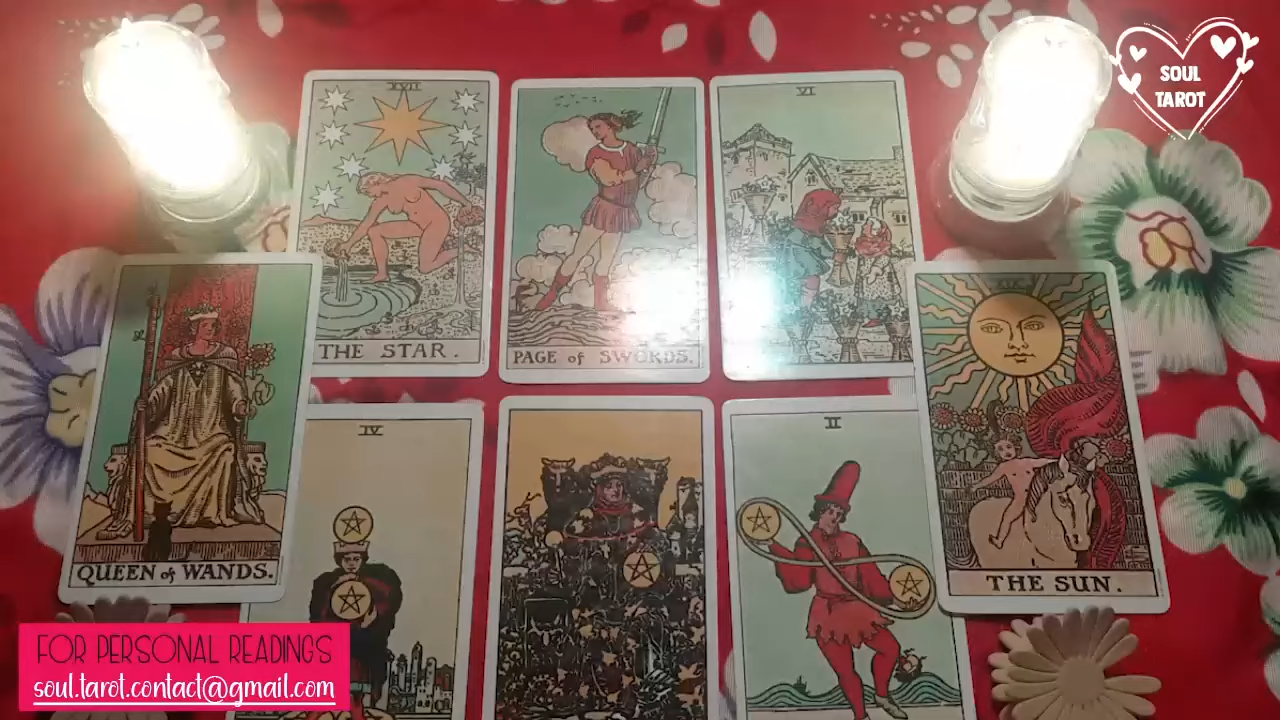 SOUL
TAROT
XVII
VI
THE STAR.
PAGE of SWORDS.
XIX
QUEEN of WANDS.
IV
II
THE SUN.
FOR PERSONAL READINGS
soul.tarot.contact@gmail.com